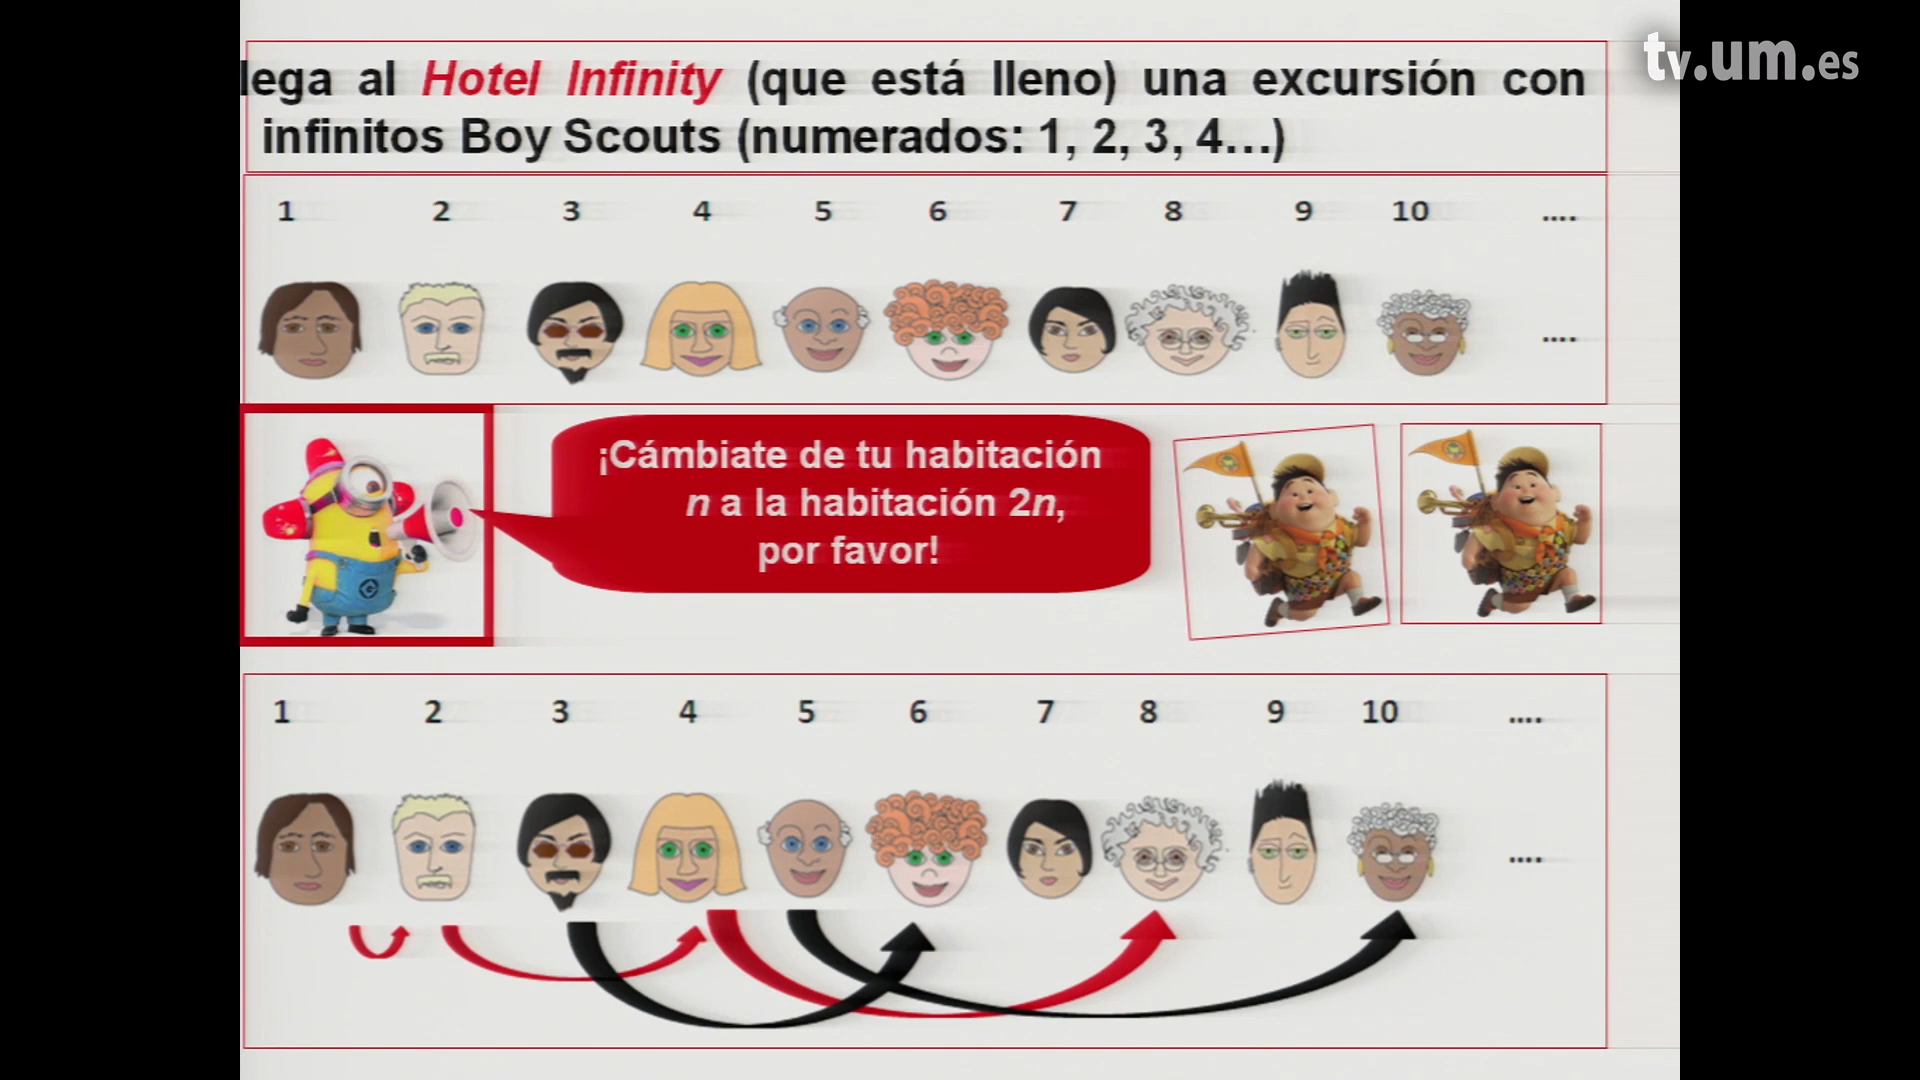 tv.um.es
lega al Hotel Infinity (que está lleno) una excursión con
infinitos Boy Scouts (numerados: 1, 2, 3, 4…)
1 2 3 4 5 6 7 8 9 10 ....
....
¡Cámbiate de tu habitación
n a la habitación 2n,
por favor!
1 2 3 4 5 6 7 8 9 10 ....
....